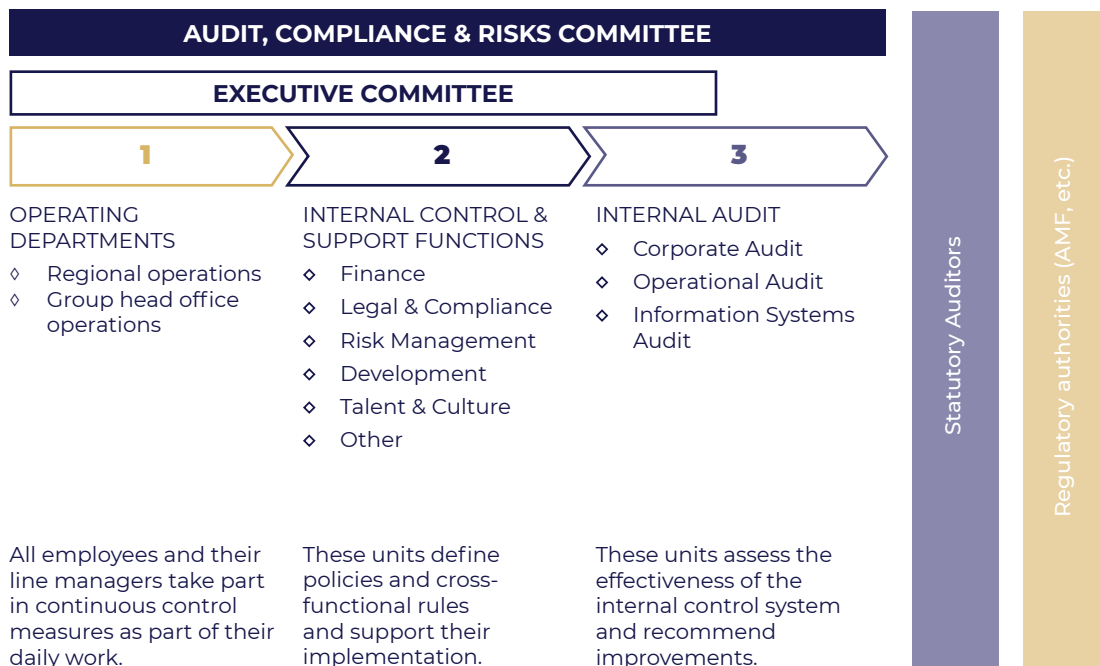 AUDIT, COMPLIANCE & RISKS COMMITTEE
EXECUTIVE COMMITTEE
1
2
3
OPERATING
DEPARTMENTS
◊ Regional operations
◊ Group head office
operations
INTERNAL CONTROL &
SUPPORT FUNCTIONS
◊ Finance
◊ Legal & Compliance
◊ Risk Management
◊ Development
◊ Talent & Culture
◊ Other
INTERNAL AUDIT
◊ Corporate Audit
◊ Operational Audit
◊ Information Systems
Audit
All employees and their
line managers take part
in continuous control
measures as part of their
daily work.
These units define
policies and cross-
functional rules
and support their
implementation.
These units assess the
effectiveness of the
internal control system
and recommend
improvements.
Statutory Auditors
Regulatory authorities (AMF, etc.)